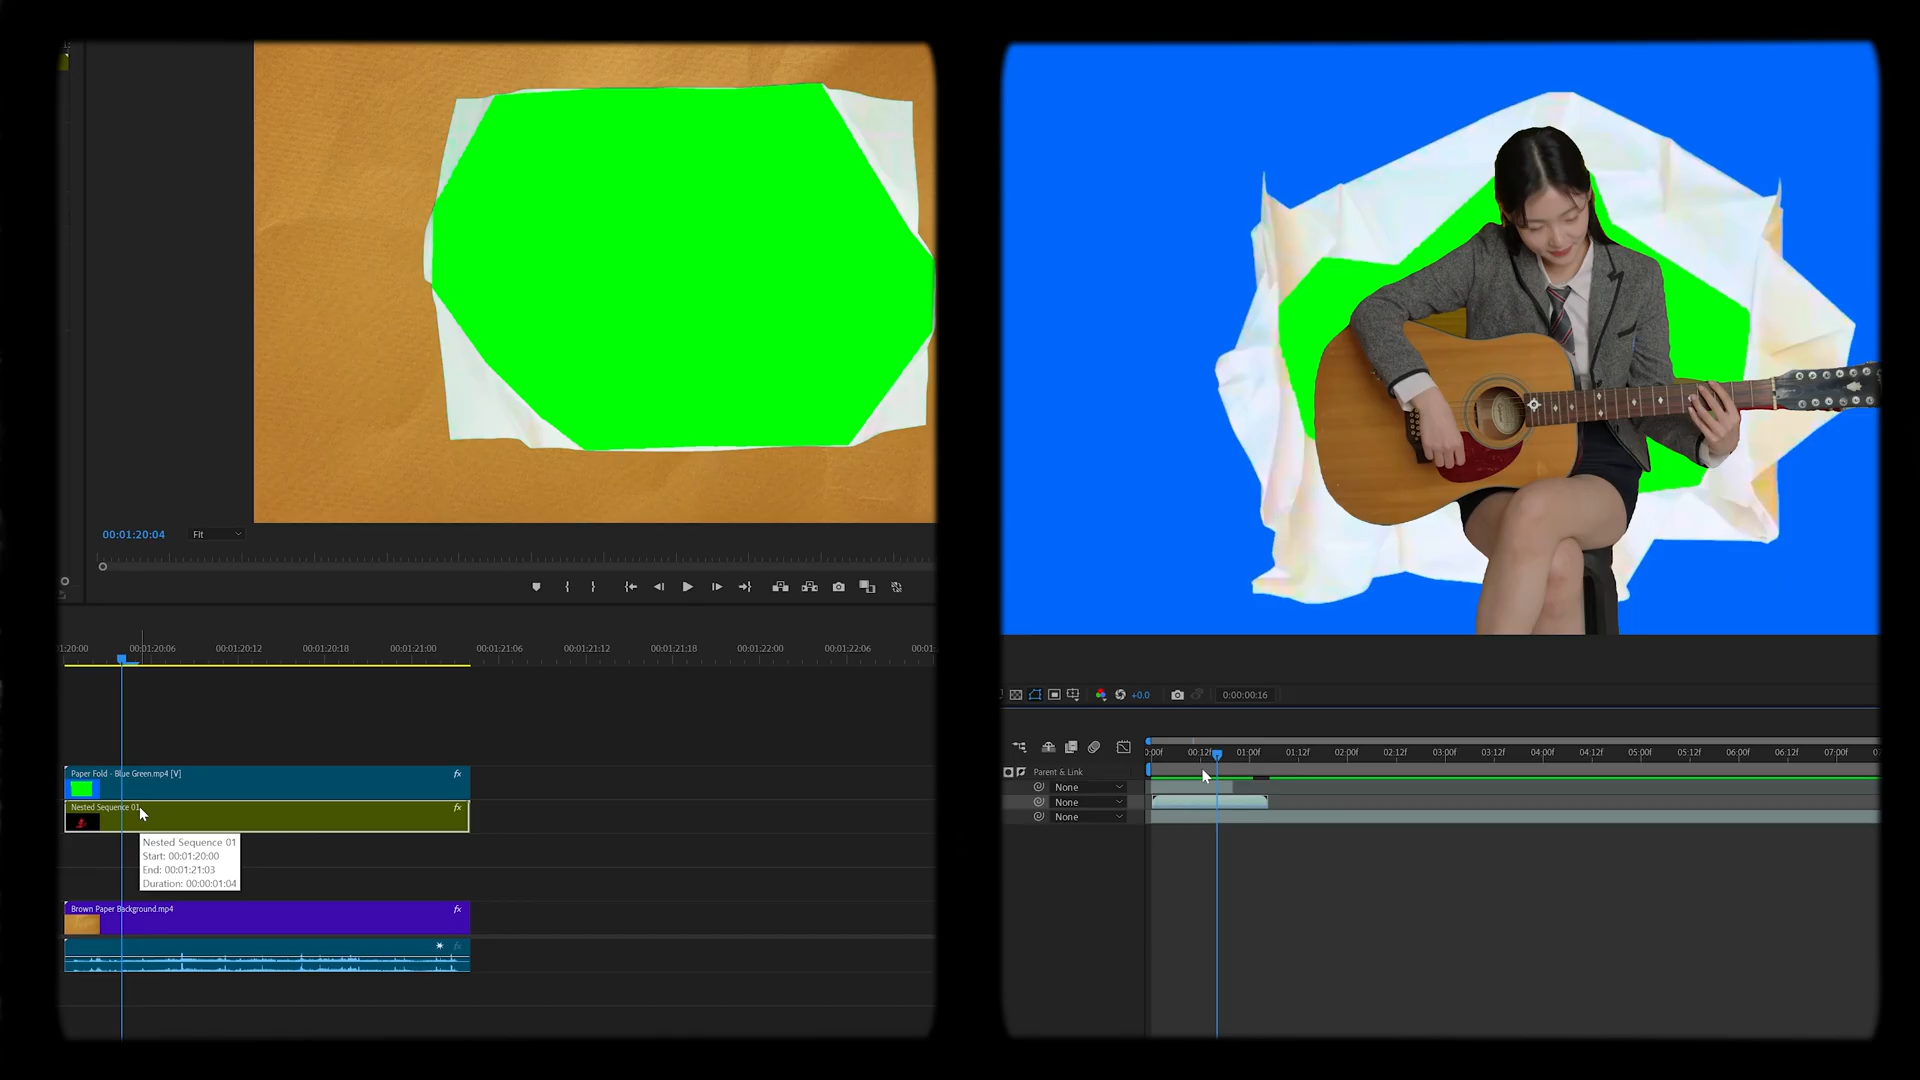 00:01:20:04
Fit
1:20:00
00:01:20:06
00:01:20:12
00:01:20:18
00:01:21:00
00:01:21:06
00:01:21:12
00:01:21:18
00:01:22:00
00:01:22:06
00:01:
Paper Fold - Blue Green.mp4 [V]
fx
Nested Sequence 01
fx
Nested Sequence 01
Start: 00:01:20:00
End: 00:01:21:03
Duration: 00:00:01:04
Brown Paper Background.mp4
fx
fx
+0.0
0:00:00:16
0:00f
00:12f
01:00f
01:12f
02:00f
02:12f
03:00f
03:12f
04:00f
04:12f
05:00f
05:12f
06:00f
06:12f
07:00f
Parent & Link
None
None
None